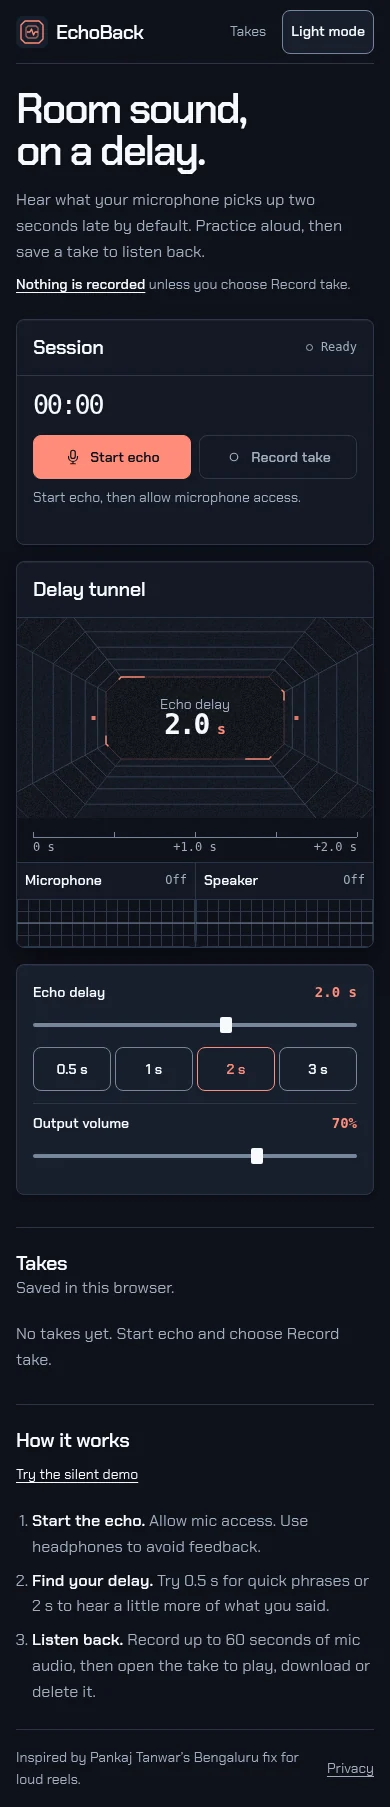 EchoBack
Takes
Light mode
Room sound,
on a delay.
Hear what your microphone picks up two
seconds late by default. Practice aloud, then
save a take to listen back.
Nothing is recorded unless you choose Record take.
Session
Ready
00:00
Start echo
Record take
Start echo, then allow microphone access.
Delay tunnel
Echo delay
2.0 s
0 s
+1.0 s
+2.0 s
Microphone
Off
Speaker
Off
Echo delay
2.0 s
0.5 s
1 s
2 s
3 s
Output volume
70%
Takes
Saved in this browser.
No takes yet. Start echo and choose Record
take.
How it works
Try the silent demo
1. Start the echo. Allow mic access. Use
headphones to avoid feedback.
2. Find your delay. Try 0.5 s for quick phrases or
2 s to hear a little more of what you said.
3. Listen back. Record up to 60 seconds of mic
audio, then open the take to play, download or
delete it.
Inspired by Pankaj Tanwar's Bengaluru fix for
loud reels.
Privacy